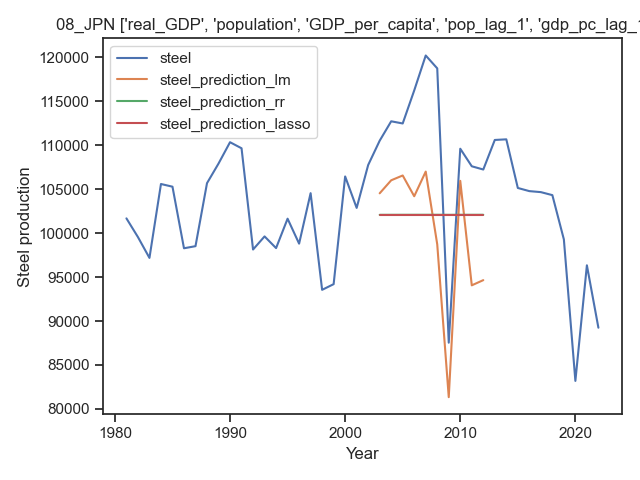 08_JPN ['real_GDP', 'population', 'GDP_per_capita', 'pop_lag_1', 'gdp_pc_lag_1
steel
steel_prediction_lm
steel_prediction_rr
steel_prediction_lasso
Steel production
120000
115000
110000
105000
100000
95000
90000
85000
80000
1980 1990 2000 2010 2020
Year